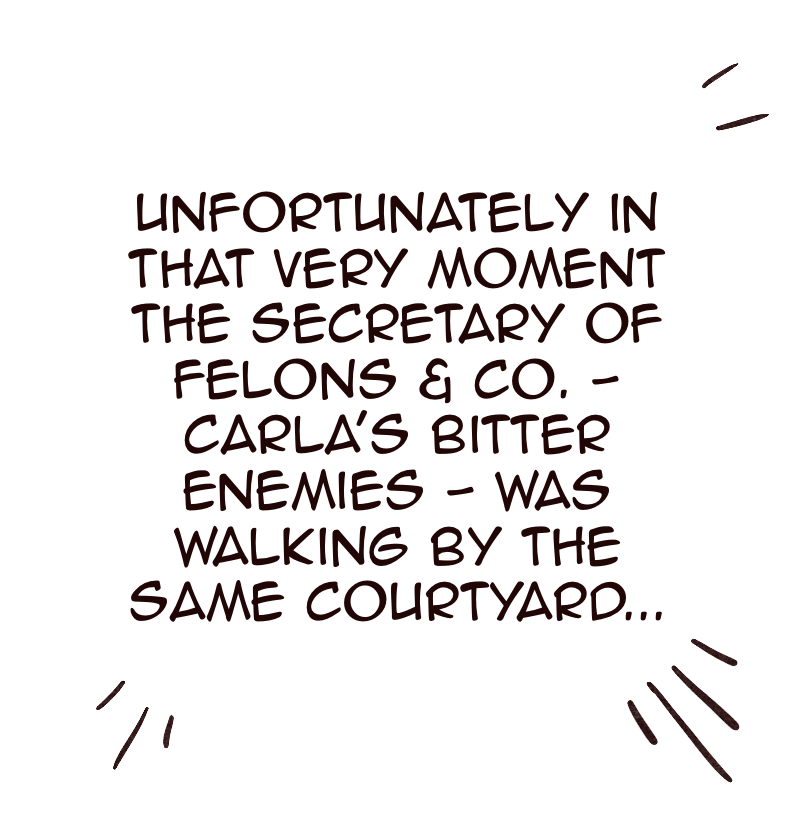 UNFORTUNATELY IN
THAT VERY MOMENT
THE SECRETARY OF
FELONS & CO. –
CARLA'S BITTER
ENEMIES – WAS
WALKING BY THE
SAME COURTYARD...